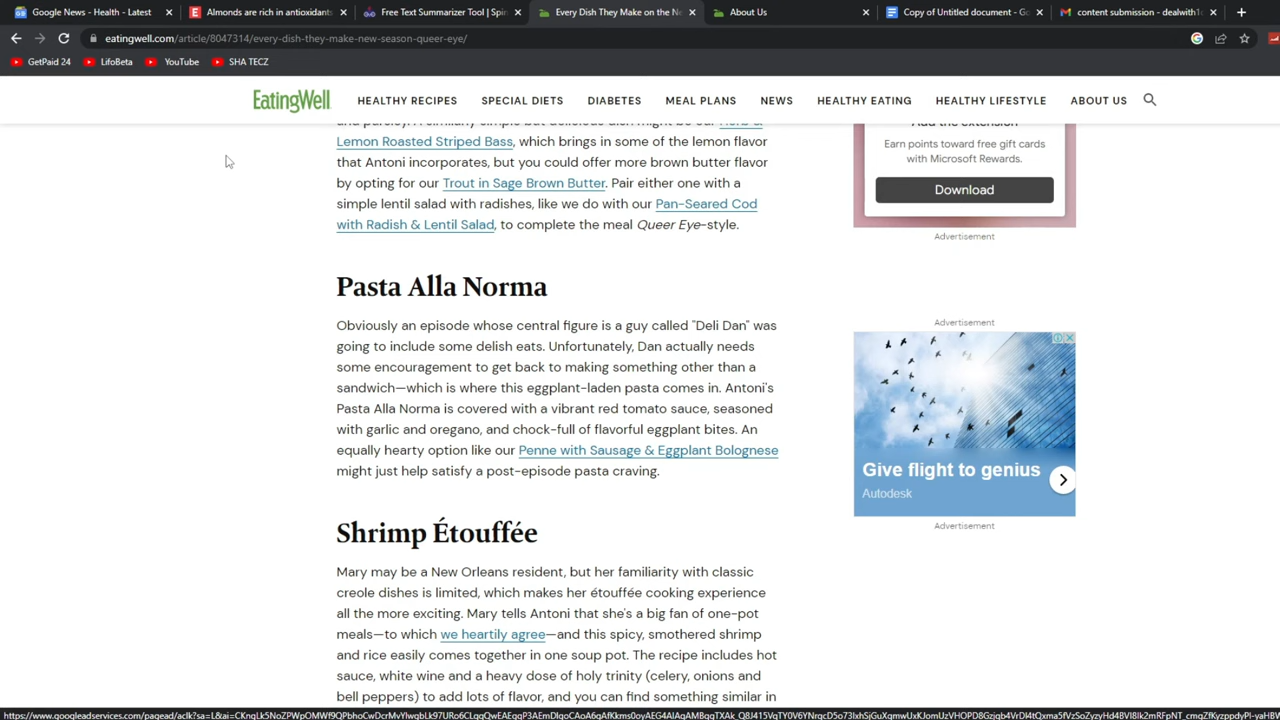 Google News - Health - Latest
Almonds are rich in antioxidants
Free Text Summarizer Tool | Spin
Every Dish They Make on the Ne
About Us
Copy of Untitled document - Go
content submission - dealwith1
eatingwell.com/article/8047314/every-dish-they-make-new-season-queer-eye/
GetPaid 24
LifoBeta
YouTube
SHA TECZ
EatingWell
HEALTHY RECIPES
SPECIAL DIETS
DIABETES
MEAL PLANS
NEWS
HEALTHY EATING
HEALTHY LIFESTYLE
ABOUT US
and parsley. A similarly simple but delicious dish might be our Herb &
Lemon Roasted Striped Bass, which brings in some of the lemon flavor
that Antoni incorporates, but you could offer more brown butter flavor
by opting for our Trout in Sage Brown Butter. Pair either one with a
simple lentil salad with radishes, like we do with our Pan-Seared Cod
with Radish & Lentil Salad, to complete the meal Queer Eye-style.
Pasta Alla Norma
Obviously an episode whose central figure is a guy called "Deli Dan" was
going to include some delish eats. Unfortunately, Dan actually needs
some encouragement to get back to making something other than a
sandwich—which is where this eggplant-laden pasta comes in. Antoni's
Pasta Alla Norma is covered with a vibrant red tomato sauce, seasoned
with garlic and oregano, and chock-full of flavorful eggplant bites. An
equally hearty option like our Penne with Sausage & Eggplant Bolognese
might just help satisfy a post-episode pasta craving.
Shrimp Étouffée
Mary may be a New Orleans resident, but her familiarity with classic
creole dishes is limited, which makes her étouffée cooking experience
all the more exciting. Mary tells Antoni that she's a big fan of one-pot
meals—to which we heartily agree—and this spicy, smothered shrimp
and rice easily comes together in one soup pot. The recipe includes hot
sauce, white wine and a heavy dose of holy trinity (celery, onions and
bell peppers) to add lots of flavor, and you can find something similar in
Add the extension
Earn points toward free gift cards
with Microsoft Rewards.
Download
Advertisement
Advertisement
Give flight to genius
Autodesk
Advertisement